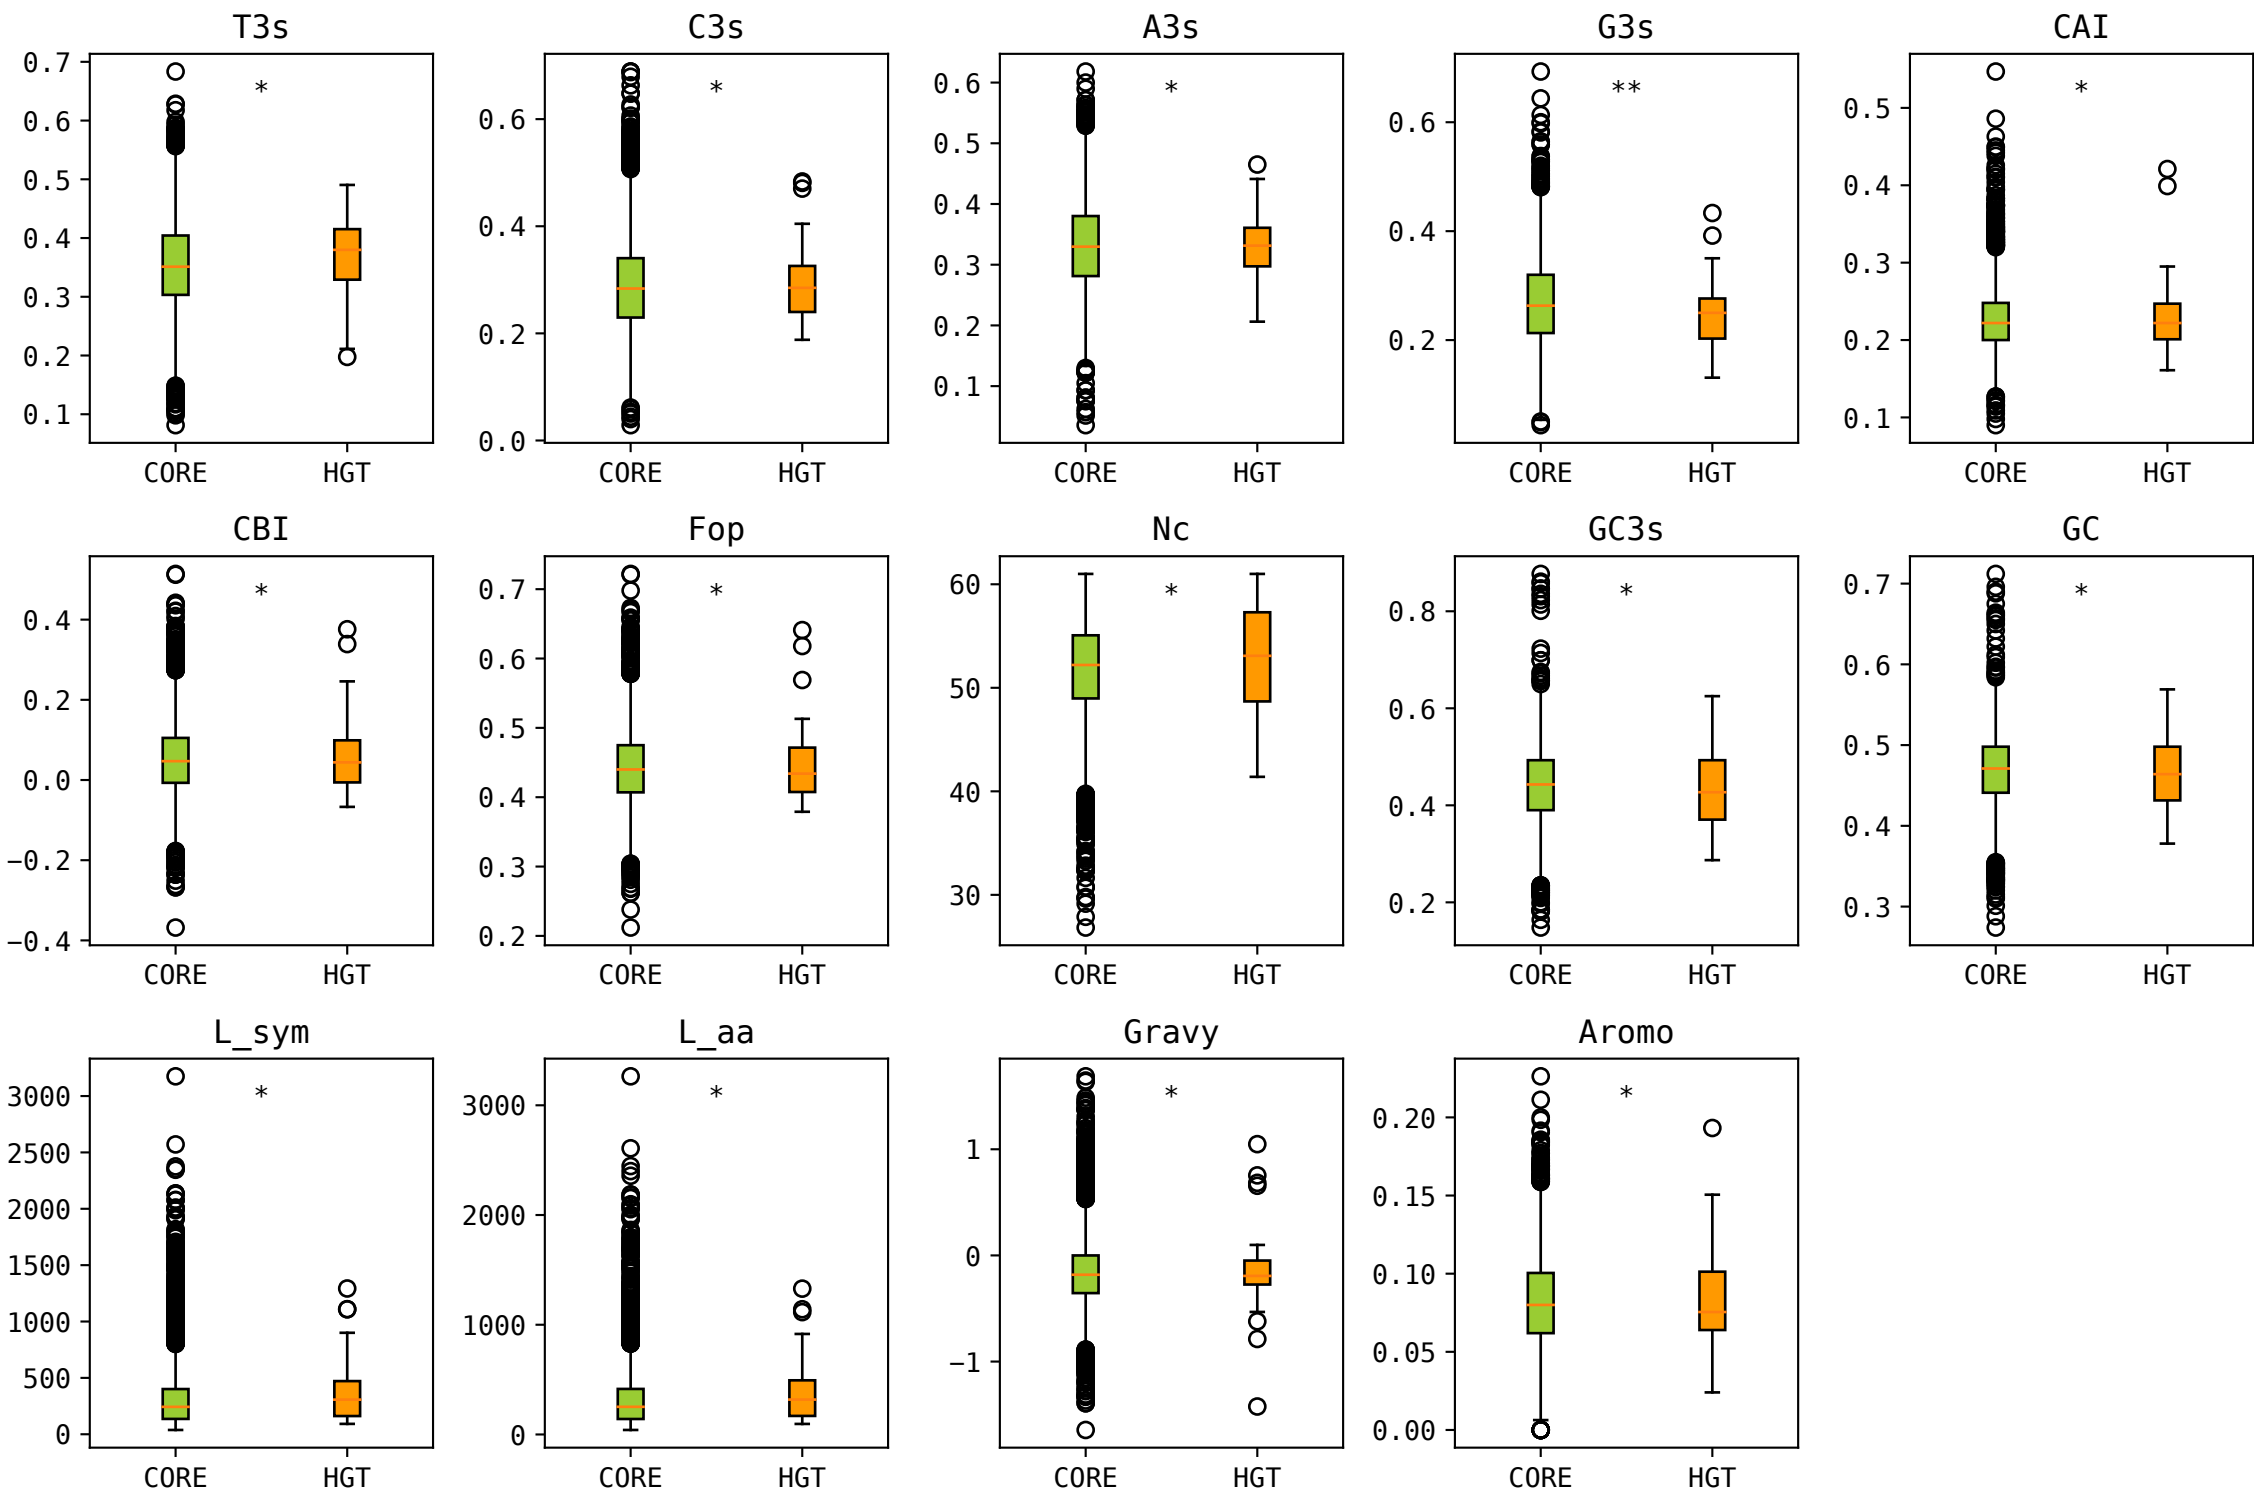 T3s
C3s
A3s
G3s
CAI
0.7
0.6
0.5
0.4
0.3
0.2
0.1
*
CORE
HGT
0.6
0.4
0.2
0.0
*
CORE
HGT
0.6
0.5
0.4
0.3
0.2
0.1
*
CORE
HGT
0.6
0.4
0.2
**
CORE
HGT
0.5
0.4
0.3
0.2
0.1
*
CORE
HGT
CBI
Fop
Nc
GC3s
GC
0.4
0.2
0.0
−0.2
−0.4
*
CORE
HGT
0.7
0.6
0.5
0.4
0.3
0.2
*
CORE
HGT
60
50
40
30
*
CORE
HGT
0.8
0.6
0.4
0.2
*
CORE
HGT
0.7
0.6
0.5
0.4
0.3
*
CORE
HGT
L_sym
L_aa
Gravy
Aromo
3000
2500
2000
1500
1000
500
0
*
CORE
HGT
3000
2000
1000
0
*
CORE
HGT
1
0
−1
*
CORE
HGT
0.20
0.15
0.10
0.05
0.00
*
CORE
HGT